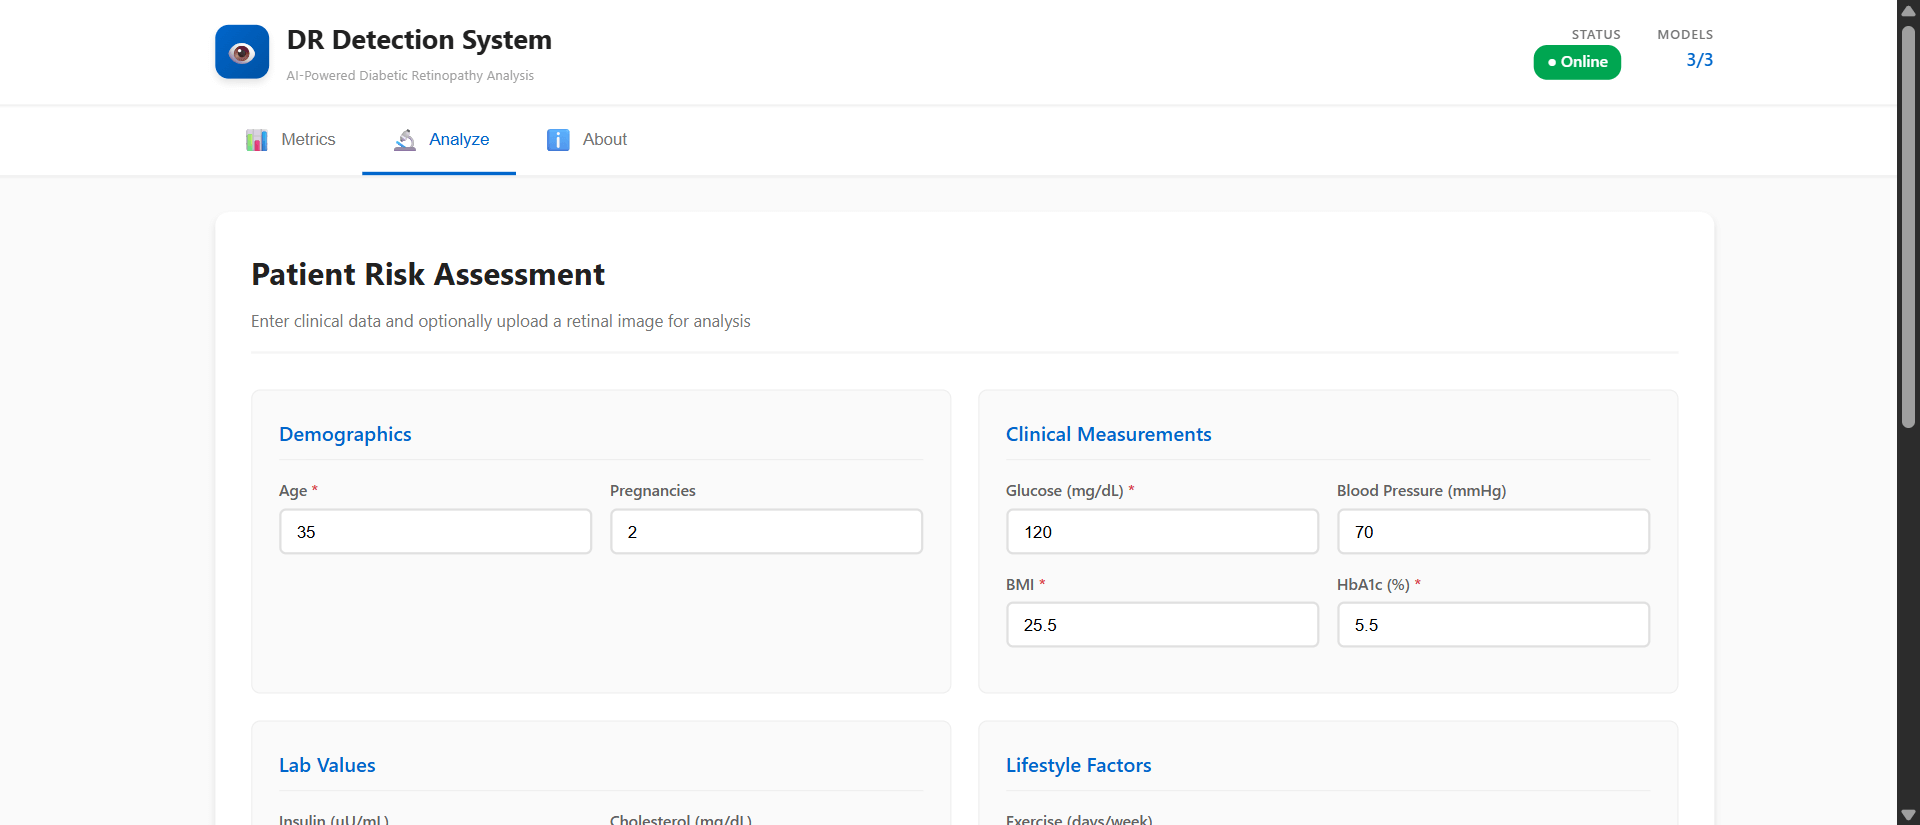 DR Detection System
AI-Powered Diabetic Retinopathy Analysis
STATUS
Online
MODELS
3/3
Metrics
Analyze
About
Patient Risk Assessment
Enter clinical data and optionally upload a retinal image for analysis
Demographics
Age *
35
Pregnancies
2
Clinical Measurements
Glucose (mg/dL) *
120
Blood Pressure (mmHg)
70
BMI *
25.5
HbA1c (%) *
5.5
Lab Values
Insulin (μU/mL)
Cholesterol (mg/dL)
Lifestyle Factors
Exercise (days/week)